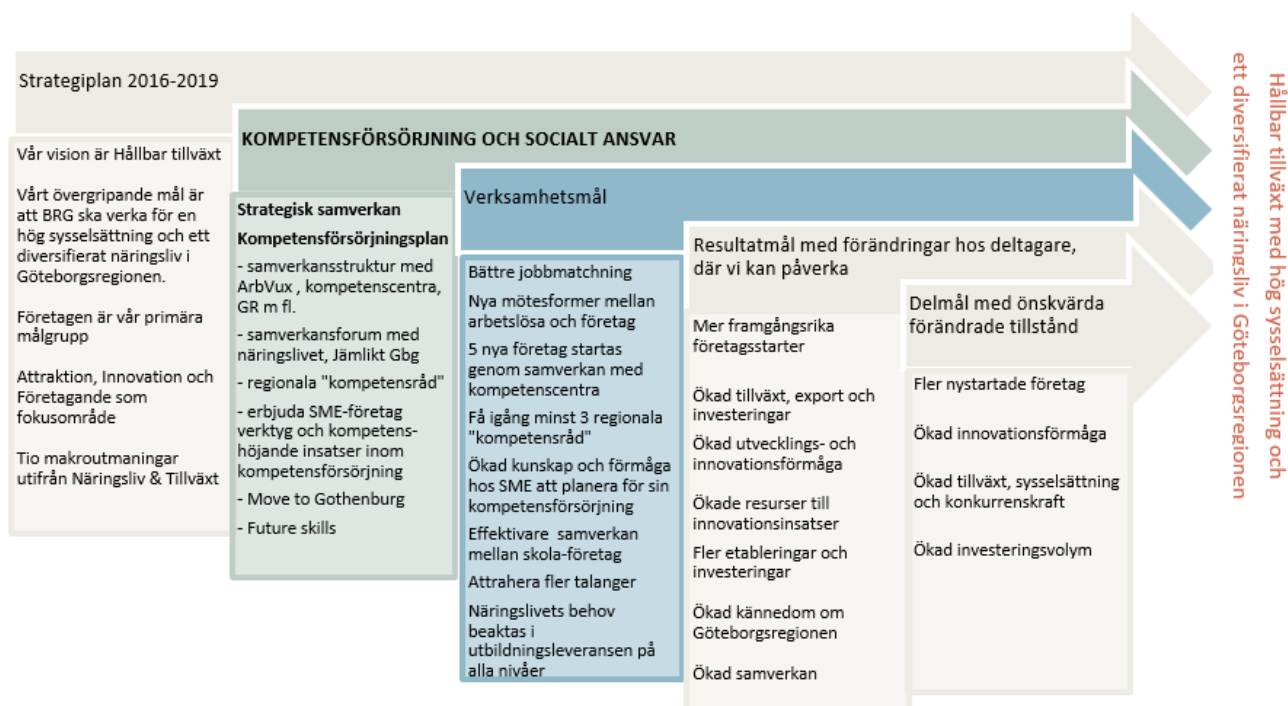 Strategiplan 2016-2019
Vår vision är Hållbar tillväxt
Vårt övergripande mål är
att BRG ska verka för en
hög sysselsättning och ett
diversifierat näringsliv i
Göteborgsregionen.
Företagen är vår primära
målgrupp
Attraktion, Innovation och
Företagande som
fokusområde
Tio makroutmaningar
utifrån Näringsliv & Tillväxt
KOMPETENSFÖRSÖRJNING OCH SOCIALT ANSVAR
Strategisk samverkan
Kompetensförsörjningsplan
- samverkansstruktur med
ArbVux , kompetenscentra,
GR m fl.
- samverkansforum med
näringslivet, Jämlikt Gbg
- regionala "kompetensråd"
- erbjuda SME-företag
verktyg och kompetens-
höjande insatser inom
kompetensförsörjning
- Move to Gothenburg
- Future skills
Verksamhetsmål
Bättre jobbmatchning
Nya mötesformer mellan
arbetslösa och företag
5 nya företag startas
genom samverkan med
kompetenscentra
Få igång minst 3 regionala
"kompetensråd"
Ökad kunskap och förmåga
hos SME att planera för sin
kompetensförsörjning
Effektivare  samverkan
mellan skola-företag
Attrahera fler talanger
Näringslivets behov
beaktas i
utbildningsleveransen på
alla nivåer
Resultatmål med förändringar hos deltagare,
där vi kan påverka
Mer framgångsrika
företagsstarter
Ökad tillväxt, export och
investeringar
Ökad utvecklings- och
innovationsförmåga
Ökade resurser till
innovationsinsatser
Fler etableringar och
investeringar
Ökad kännedom om
Göteborgsregionen
Ökad samverkan
Delmål med önskvärda
förändrade tillstånd
Fler nystartade företag
Ökad innovationsförmåga
Ökad tillväxt, sysselsättning
och konkurrenskraft
Ökad investeringsvolym
Hållbar tillväxt med hög sysselsättning och
ett diversifierat näringsliv i Göteborgsregionen